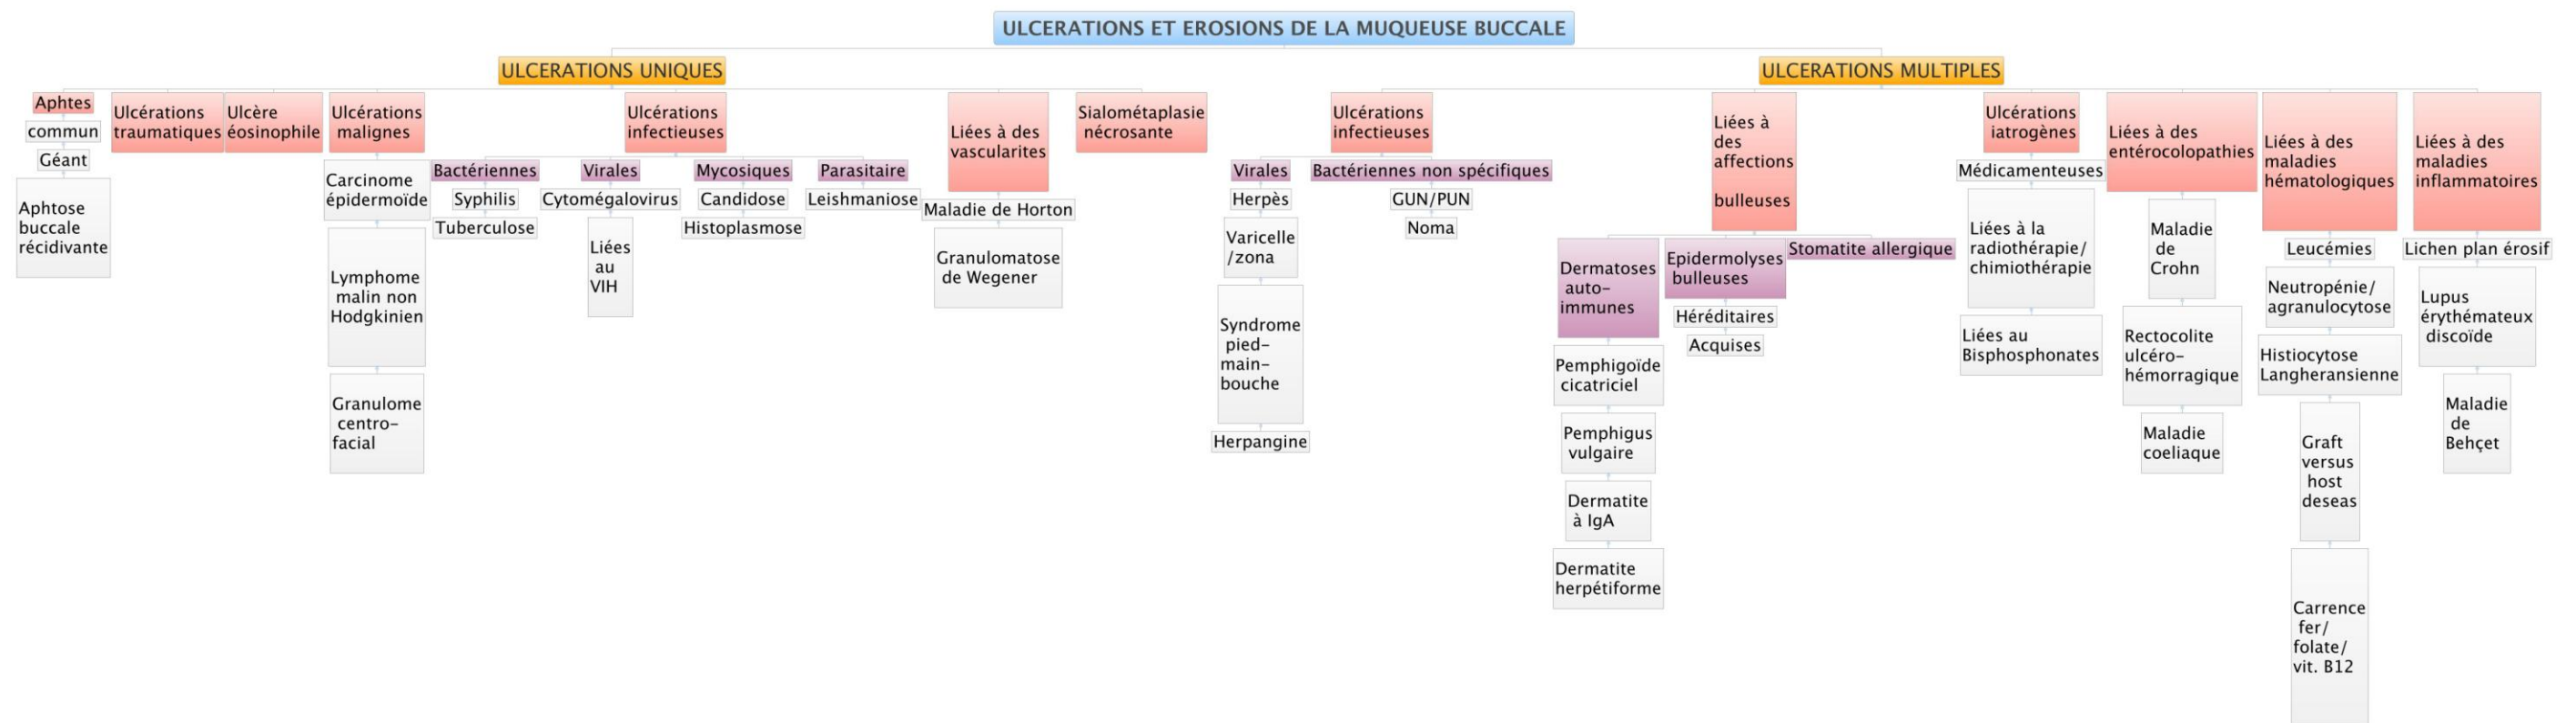 ULCERATIONS ET EROSIONS DE LA MUQUEUSE BUCCALE
ULCERATIONS UNIQUES
Aphtes
commun
Géant
Aphtose
buccale
récidivante
Ulcérations
traumatiques
Ulcère
éosinophile
Ulcérations
malignes
Carcinome
épidermoïde
Lymphome
malin non
Hodgkinien
Granulome
centro-
facial
Ulcérations
infectieuses
Bactériennes
Syphilis
Tuberculose
Virales
Cytomégalovirus
Liées
au
VIH
Mycosiques
Candidose
Histoplasmose
Parasitaire
Leishmaniose
Liées à des
vascularites
Maladie de Horton
Granulomatose
de Wegener
Sialométaplasie
nécrosante
ULCERATIONS MULTIPLES
Ulcérations
infectieuses
Virales
Herpès
Varicelle
/zona
Syndrome
pied-
main-
bouche
Herpangine
Bactériennes non spécifiques
GUN/PUN
Noma
Liées à
des
affections
bulleuses
Dermatoses
auto-
immunes
Pemphigoïde
cicatriciel
Pemphigus
vulgaire
Dermatite
à IgA
Dermatite
herpétiforme
Epidermolyses
bulleuses
Héréditaires
Acquises
Stomatite allergique
Ulcérations
iatrogènes
Médicamenteuses
Liées à la
radiothérapie/
chimiothérapie
Liées au
Bisphosphonates
Liées à des
entérocolopathies
Maladie
de
Crohn
Rectocolite
ulcéro-
hémorragique
Maladie
coeliaque
Liées à des
maladies
hématologiques
Leucémies
Neutropénie/
agranulocytose
Histiocytose
Langheransienne
Graft
versus
host
deseas
Carrence
fer/
folate/
vit. B12
Liées à des
maladies
inflammatoires
Lichen plan érosif
Lupus
érythémateux
discoïde
Maladie
de
Behçet